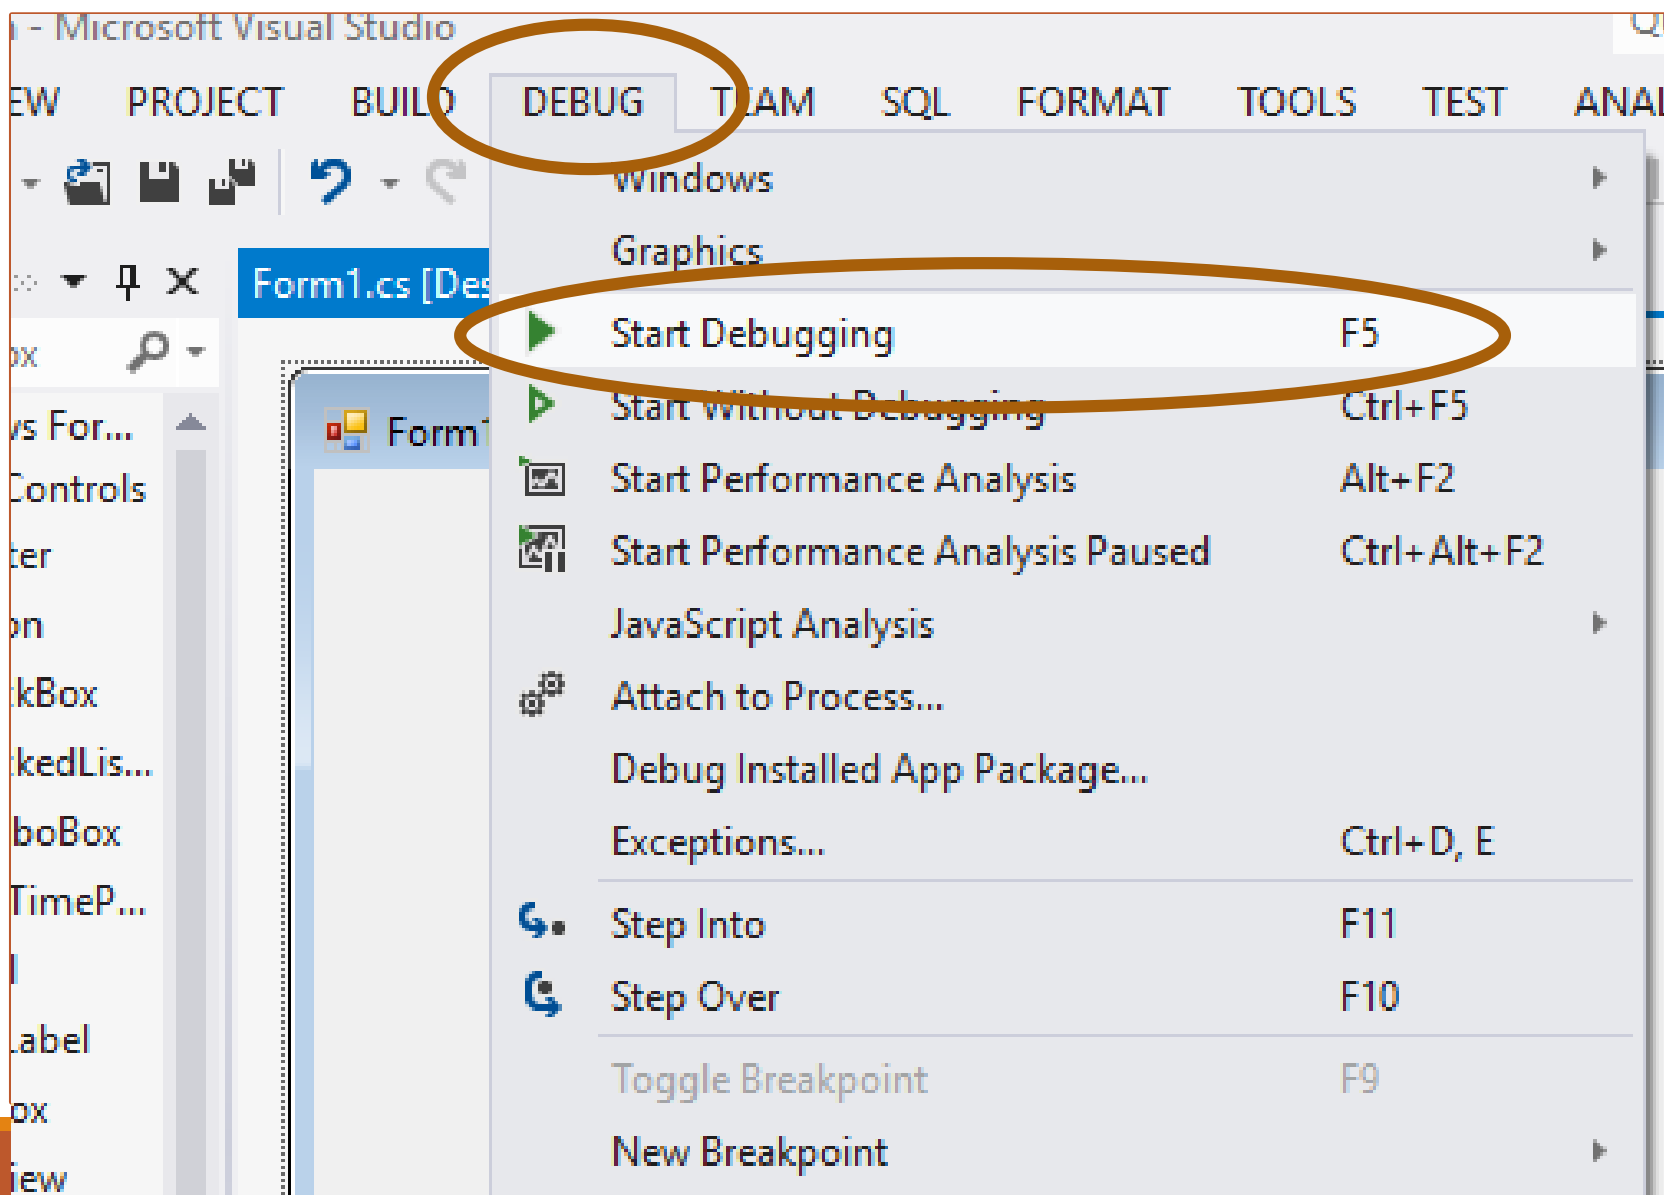 - Microsoft Visual Studio
PROJECT BUILD DEBUG TEAM SQL FORMAT TOOLS TEST
Windows
Graphics
Form1.cs [Des
Start Debugging F5
Start Without Debugging Ctrl+F5
Form1
Start Performance Analysis Alt+F2
Controls
Start Performance Analysis Paused Ctrl+Alt+F2
JavaScript Analysis
Attach to Process...
kBox
Debug Installed App Package...
kedLis...
Exceptions... Ctrl+D, E
boBox
TimeP...
Step Into F11
Step Over F10
Label
Toggle Breakpoint F9
ox
New Breakpoint
iew